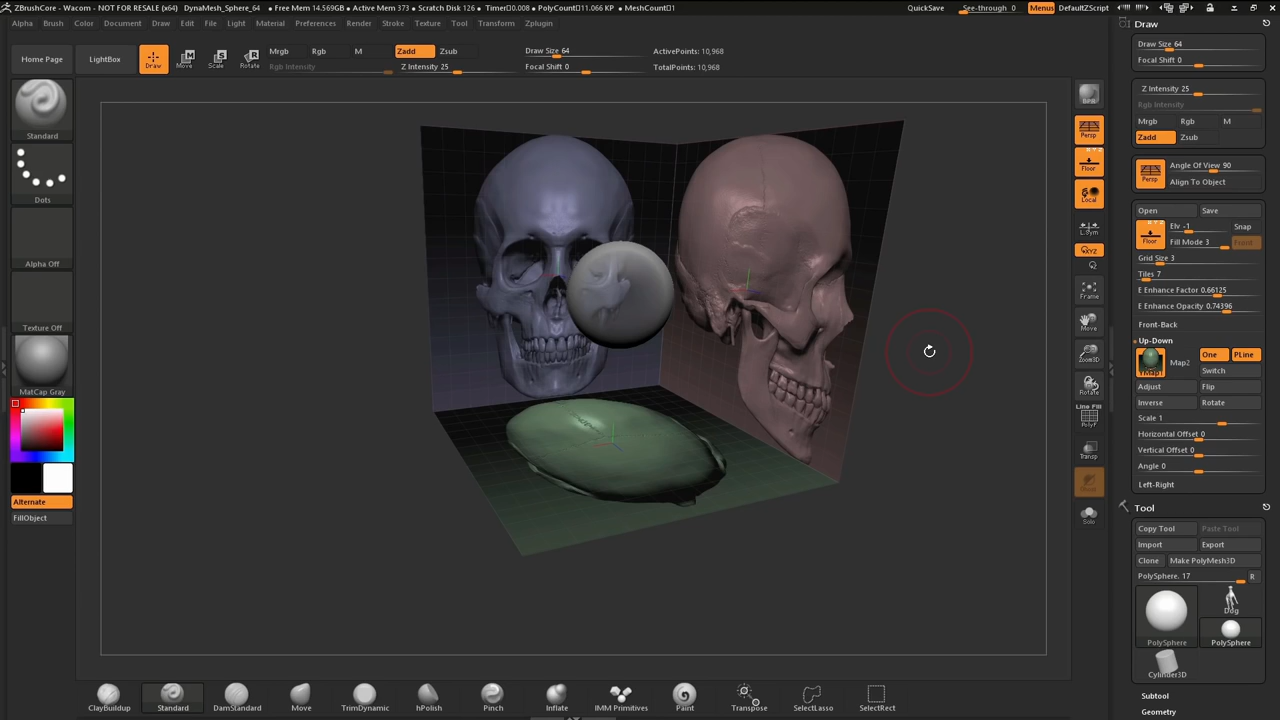 ZBrushCore - Wacom - NOT FOR RESALE (x64) DynaMesh_Sphere_64 ● Free Mem 14.569GB ● Active Mem 373 ● Scratch Disk 126 ● PolyCount 11.066 KP ● MeshCount 1 QuickSave See-through 0 Menus DefaultZScript
Alpha Brush Color Document Draw Edit File Light Material Preferences Render Stroke Texture Tool Transform Zplugin
Home Page LightBox Draw Move Scale Rotate
Mrgb Rgb M Zadd Zsub
Rgb Intensity Z Intensity 25
Draw Size 64
Focal Shift 0
ActivePoints: 10,968
TotalPoints: 10,968
Standard
Dots
Alpha Off
Texture Off
MatCap Gray
Alternate
FillObject
BPR
Persp
Floor
Local
L.Sym
XYZ
Frame
Move
Zoom3D
Rotate
Line Fill
PolyF
Transp
Solo
Draw
Draw Size 64
Focal Shift 0
Z Intensity 25
Rgb Intensity
Mrgb Rgb M
Zadd Zsub
Persp
Angle Of View 90
Align To Object
Open Save
Floor
Elv -1 Snap
Fill Mode 3 Front
Grid Size 3
Tiles 7
E Enhance Factor 0.66125
E Enhance Opacity 0.74396
Front-Back
Up-Down
Map2 One PLine
Switch
Adjust Flip
Inverse Rotate
Scale 1
Horizontal Offset 0
Vertical Offset 0
Angle 0
Left-Right
Tool
Copy Tool Paste Tool
Import Export
Clone Make PolyMesh3D
PolySphere. 17 R
Dog
PolySphere PolySphere
Cylinder3D
Subtool
Geometry
ClayBuildup Standard DamStandard Move TrimDynamic hPolish Pinch Inflate IMM Primitives Paint Transpose SelectLasso SelectRect